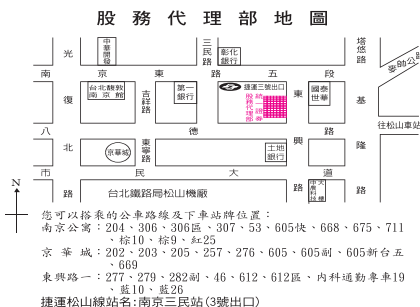 股務代理部地圖
光
復
北
路
中華開發
三民路
彰化銀行
塔悠路
麥帥公路
南京東路五段
台北馥敦南京館
吉祥路
第一銀行
捷運三號出口
統一證券
股務代理部
東興路
國泰世華
基隆路
往松山車站
八德路
京華城
東寧路
土地銀行
市民大道
台北鐵路局松山機廠
N
您可以搭乘的公車路線及下車站牌位置：
南京公寓：204、306、306區、307、53、605快、668、675、711
、棕10、棕9、紅25
京華城：202、203、205、257、276、605、605副、605新台五
、669
東興路一：277、279、282副、46、612、612區、內科通勤專車19
、藍10、藍26
捷運松山線站名：南京三民站(3號出口)